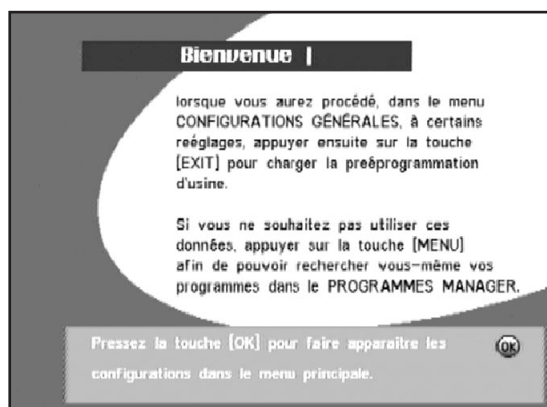 Bienvenue |
lorsque vous aurez procédé, dans le menu
CONFIGURATIONS GÉNÉRALES, à certains
reéglages, appuyer ensuite sur la touche
[EXIT] pour charger la preéprogrammation
d'usine.
Si vous ne souhaitez pas utiliser ces
données, appuyer sur la touche [MENU]
afin de pouvoir rechercher vous-même vos
programmes dans le PROGRAMMES MANAGER.
Pressez la touche [OK] pour faire apparaître les
OK
configurations dans le menu principale.